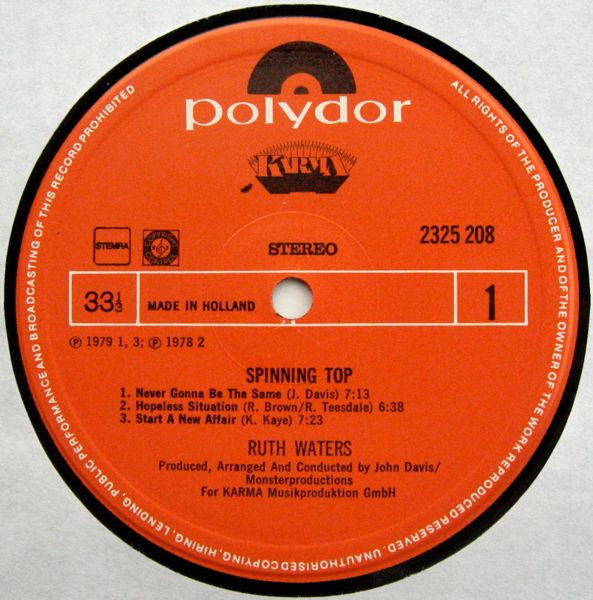 polydor
KARMA
STEMRA
COPYRIGHT CONTROL
STEREO
2325 208
33 1/3
MADE IN HOLLAND
1
℗ 1979 1, 3; ℗ 1978 2
SPINNING TOP
1. Never Gonna Be The Same (J. Davis) 7:13
2. Hopeless Situation (R. Brown/R. Teesdale) 6:38
3. Start A New Affair (K. Kaye) 7:23
RUTH WATERS
Produced, Arranged And Conducted by John Davis/
Monsterproductions
For KARMA Musikproduktion GmbH
ALL RIGHTS OF THE PRODUCER AND OF THE OWNER OF THE WORK REPRODUCED RESERVED. UNAUTHORISED COPYING, HIRING, LENDING, PUBLIC PERFORMANCE AND BROADCASTING OF THIS RECORD PROHIBITED